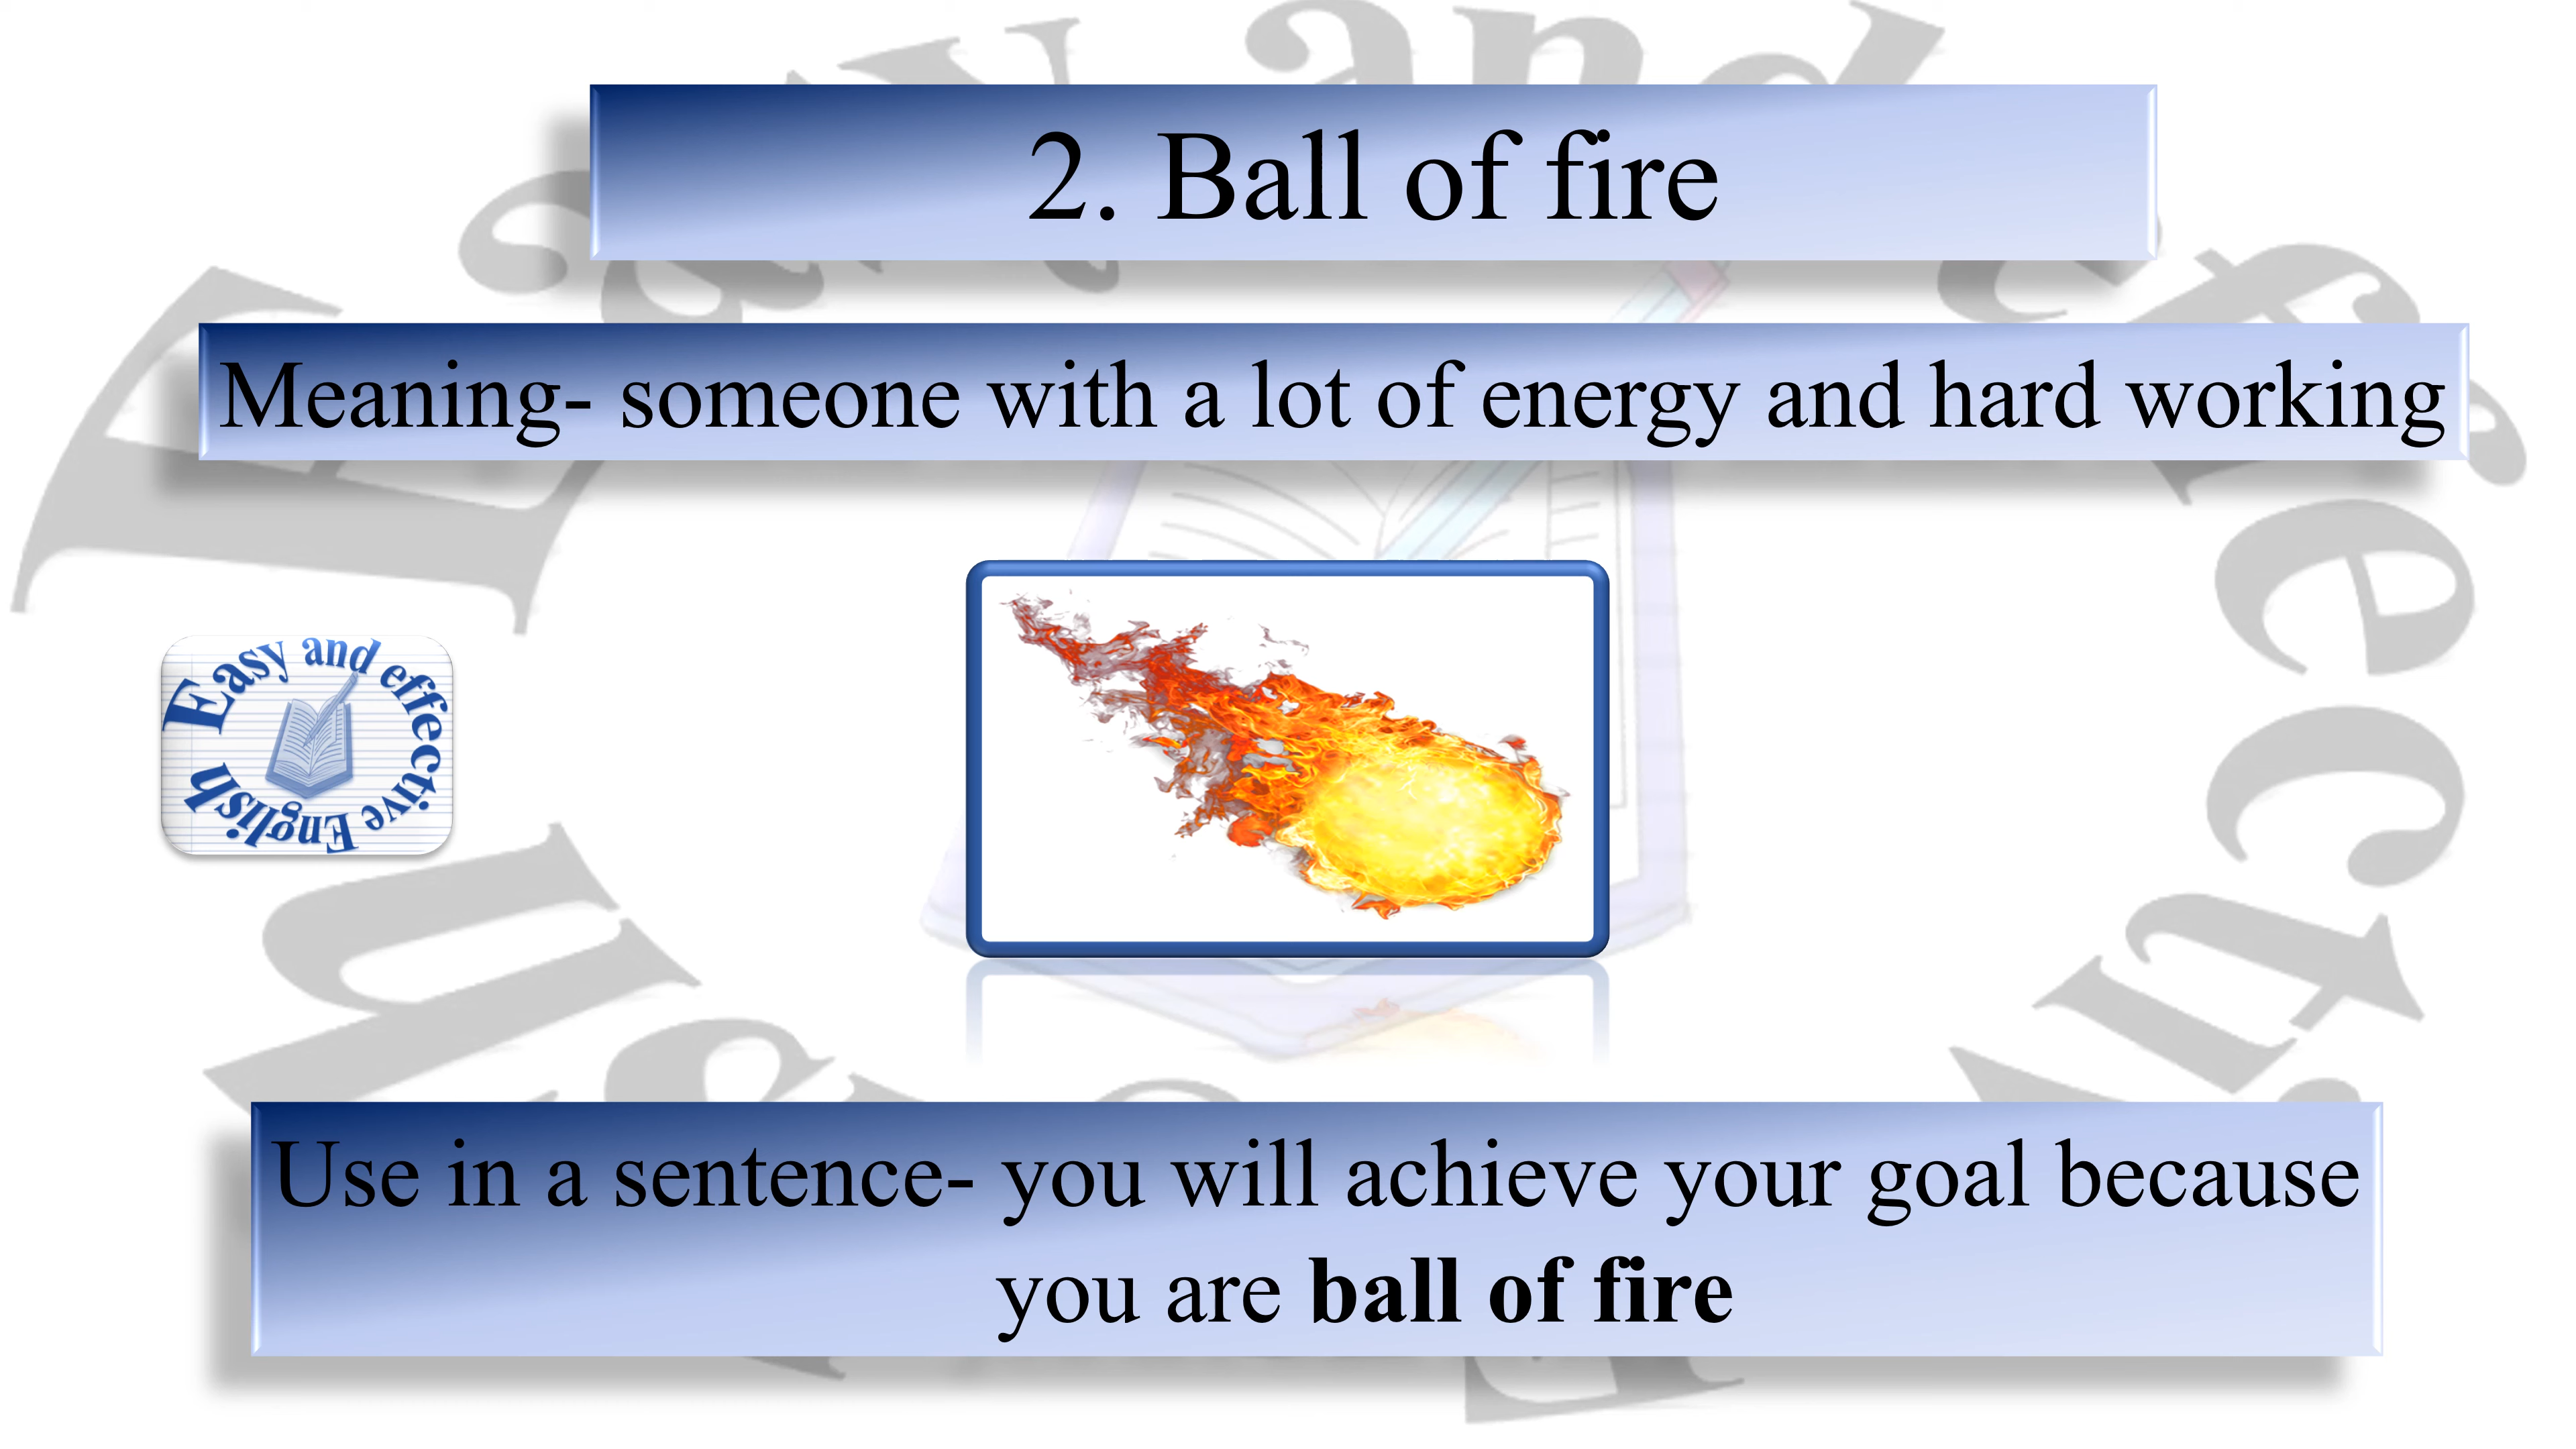 2. Ball of fire
Meaning- someone with a lot of energy and hard working
Easy and effective English
Use in a sentence- you will achieve your goal because
you are ball of fire